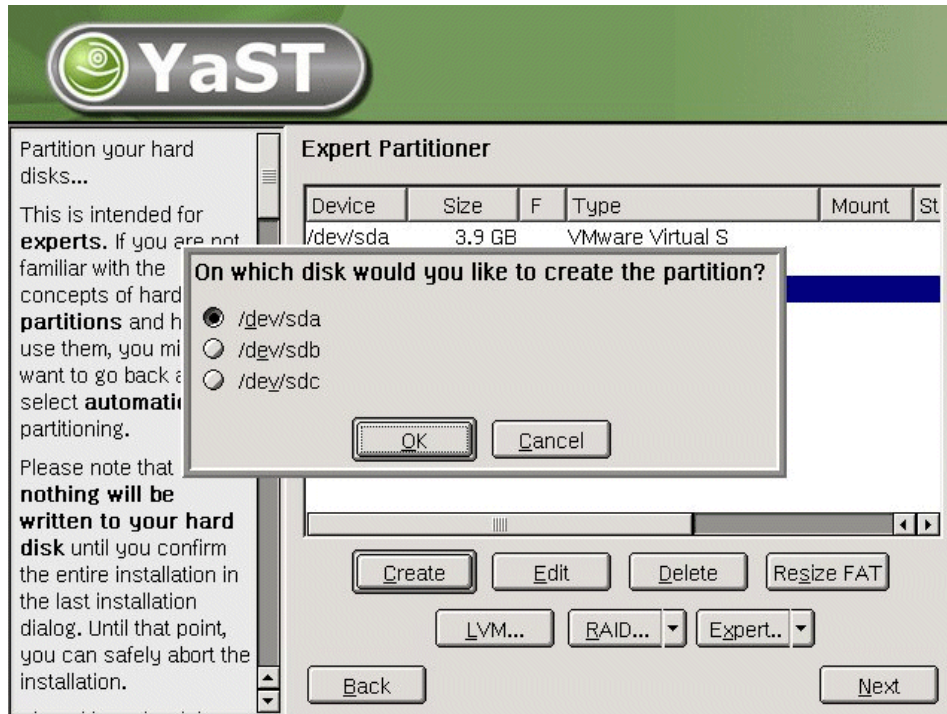 YaST
Partition your hard
disks...
This is intended for
experts. If you are not
familiar with the
concepts of hard
partitions and h
use them, you mi
want to go back a
select automatic
partitioning.
Please note that
nothing will be
written to your hard
disk until you confirm
the entire installation in
the last installation
dialog. Until that point,
you can safely abort the
installation.
Expert Partitioner
Device Size F Type Mount St
/dev/sda 3.9 GB VMware Virtual S
On which disk would you like to create the partition?
/dev/sda
/dev/sdb
/dev/sdc
OK Cancel
Create Edit Delete Resize FAT
LVM... RAID... Expert..
Back Next